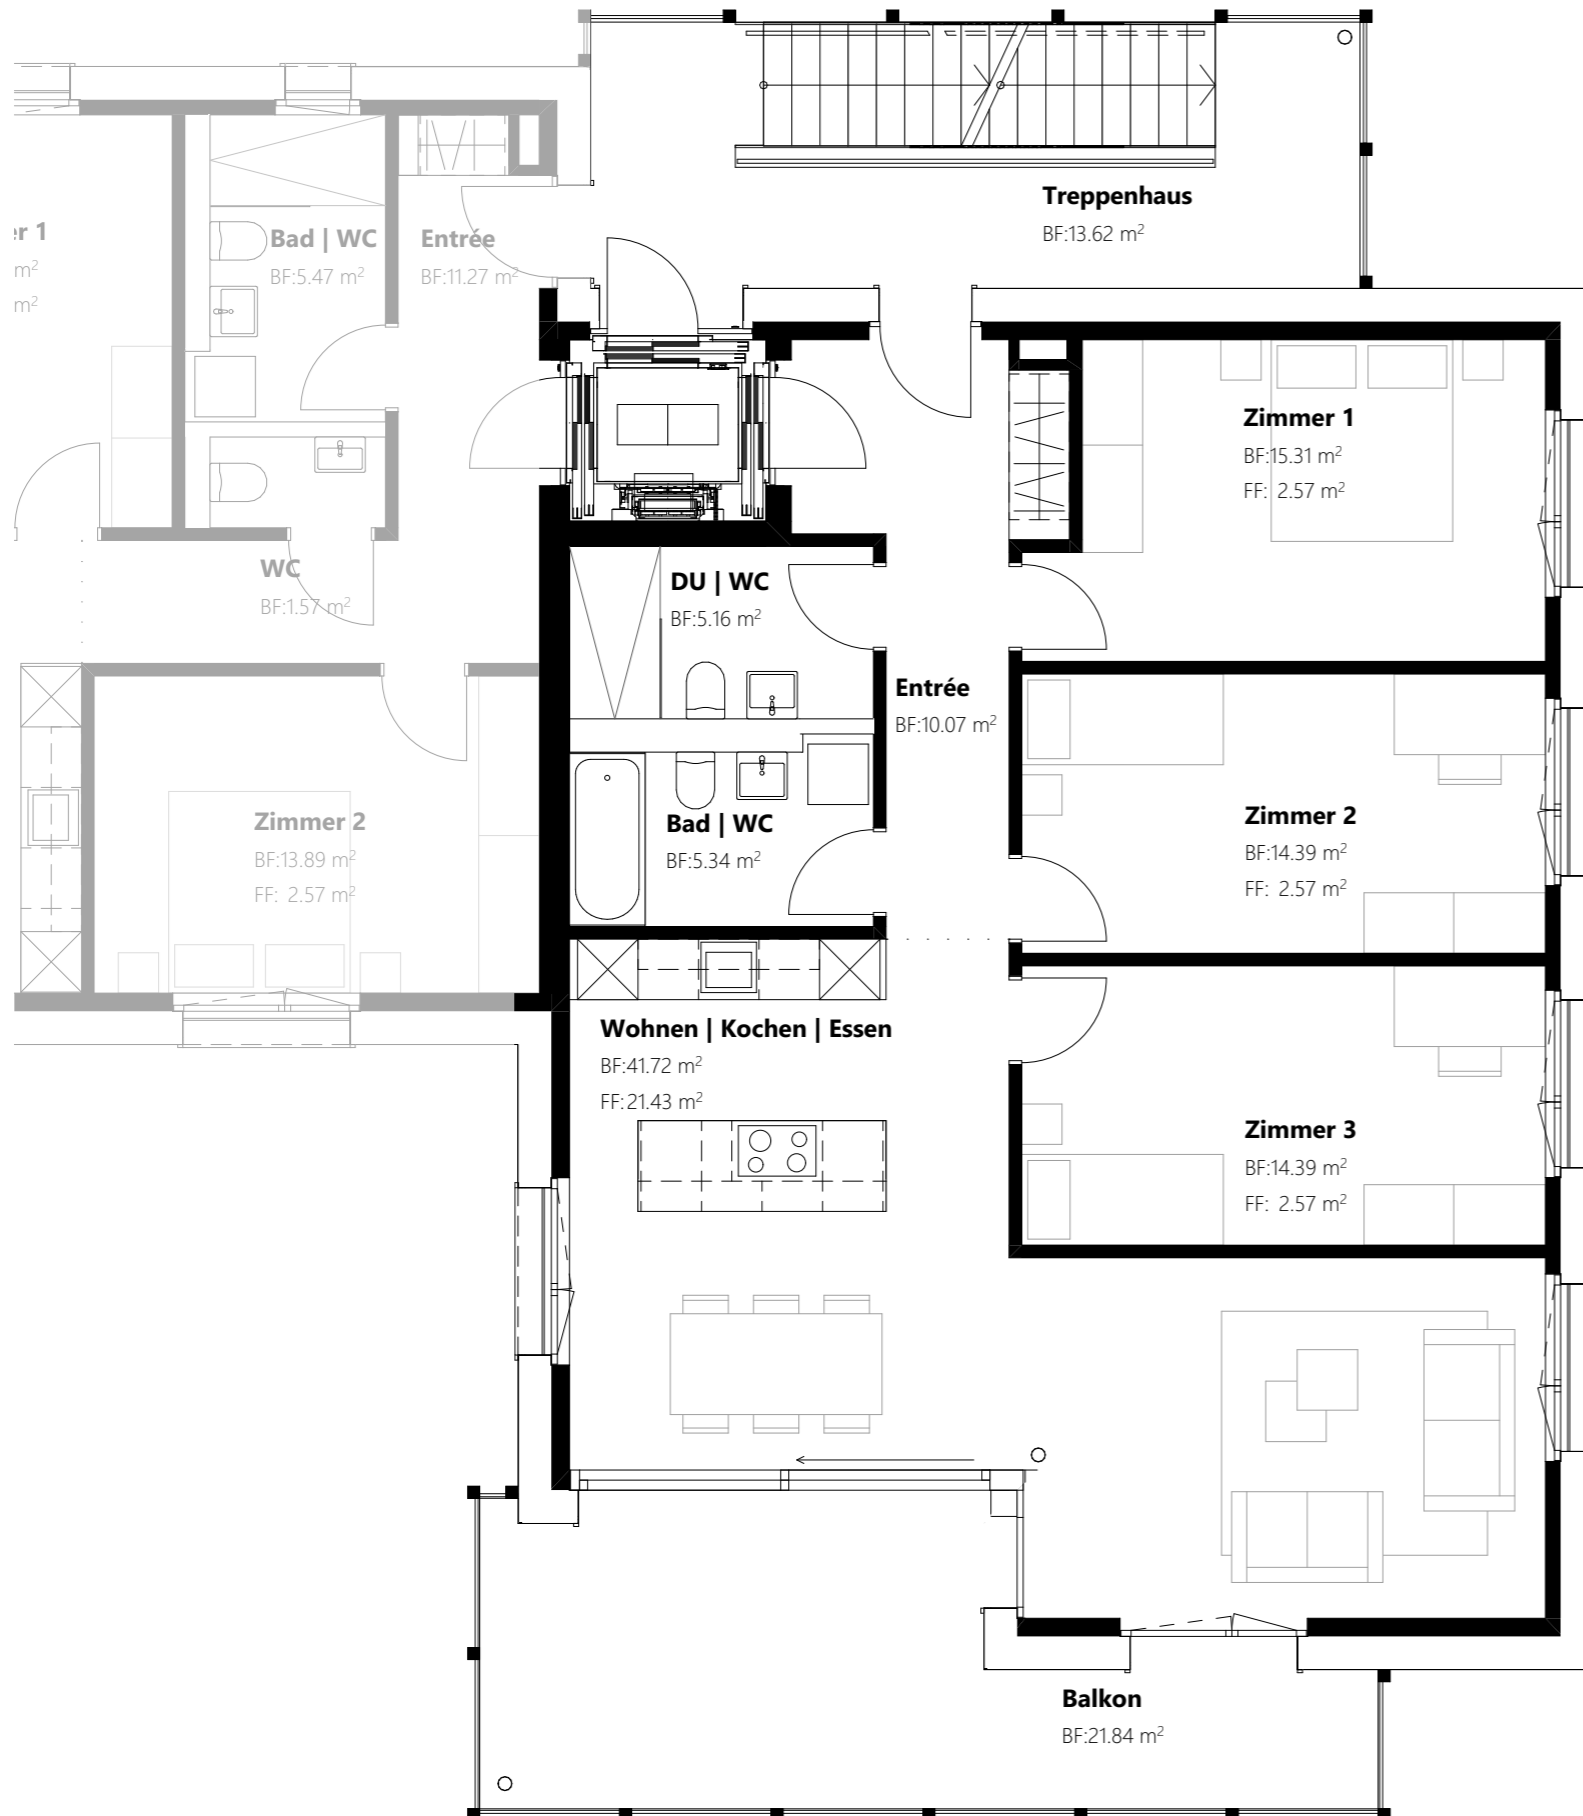 Treppenhaus
BF:13.62 m²
er 1
m²
m²
Bad | WC
BF:5.47 m²
Entrée
BF:11.27 m²
Zimmer 1
BF:15.31 m²
FF: 2.57 m²
WC
BF:1.57 m²
DU | WC
BF:5.16 m²
Entrée
BF:10.07 m²
Zimmer 2
BF:13.89 m²
FF: 2.57 m²
Bad | WC
BF:5.34 m²
Zimmer 2
BF:14.39 m²
FF: 2.57 m²
Wohnen | Kochen | Essen
BF:41.72 m²
FF:21.43 m²
Zimmer 3
BF:14.39 m²
FF: 2.57 m²
Balkon
BF:21.84 m²